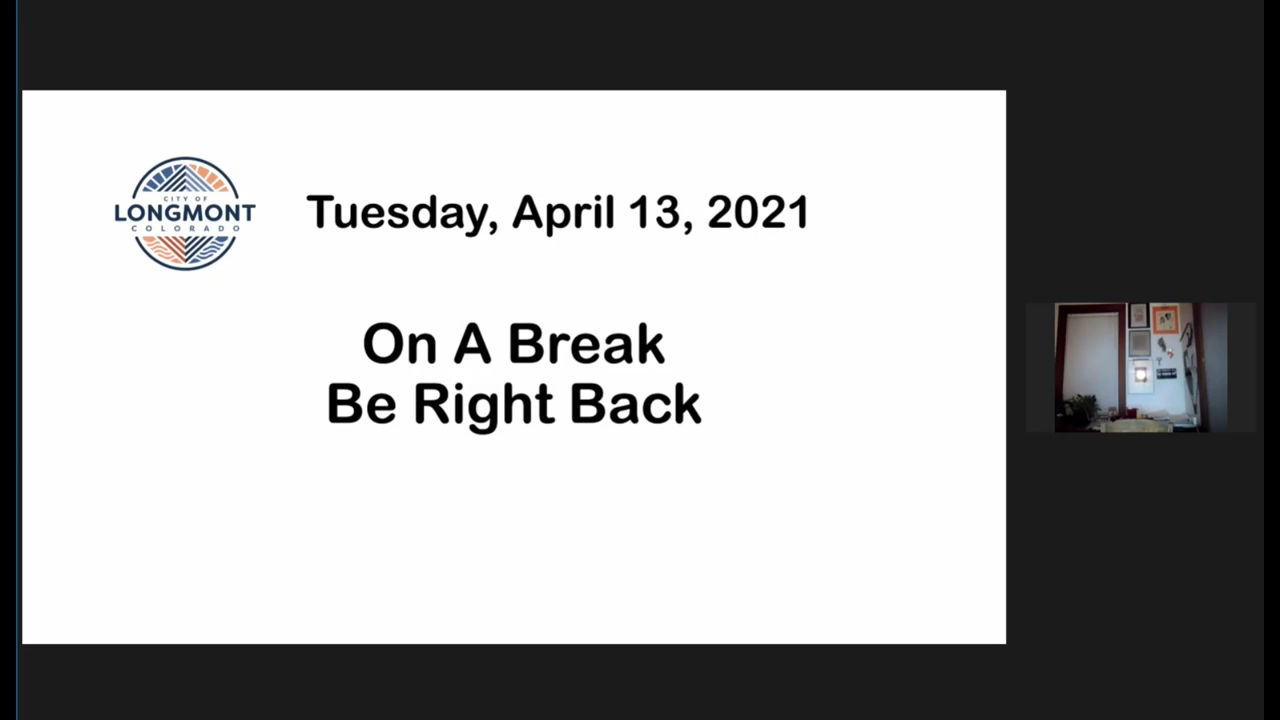 CITY OF
LONGMONT
COLORADO
Tuesday, April 13, 2021
On A Break
Be Right Back